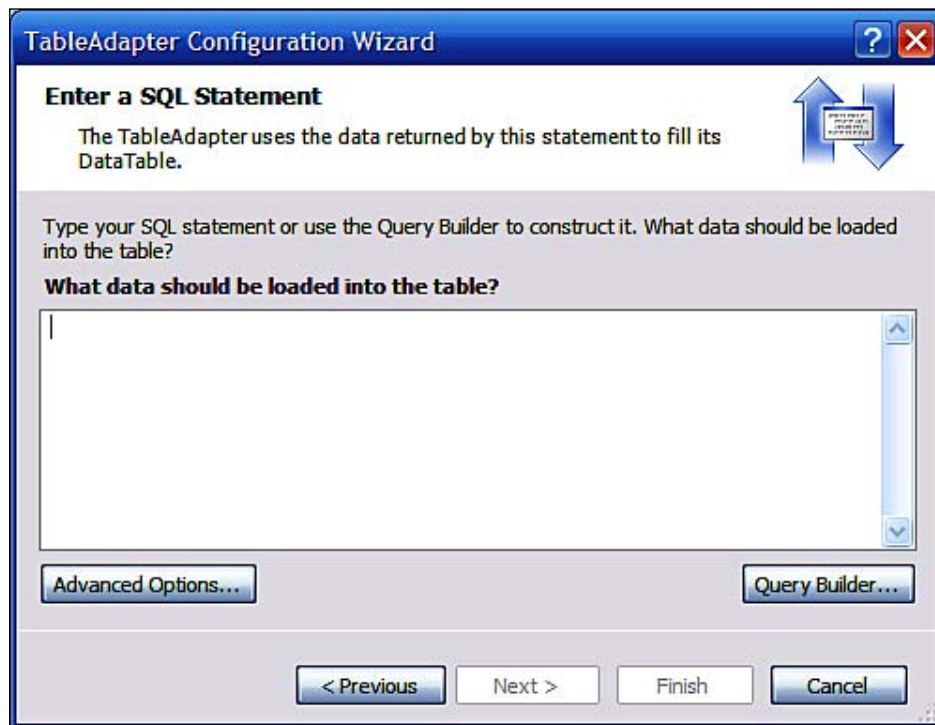 TableAdapter Configuration Wizard
Enter a SQL Statement
The TableAdapter uses the data returned by this statement to fill its
DataTable.
Type your SQL statement or use the Query Builder to construct it. What data should be loaded
into the table?
What data should be loaded into the table?
Advanced Options...
Query Builder...
< Previous
Next >
Finish
Cancel